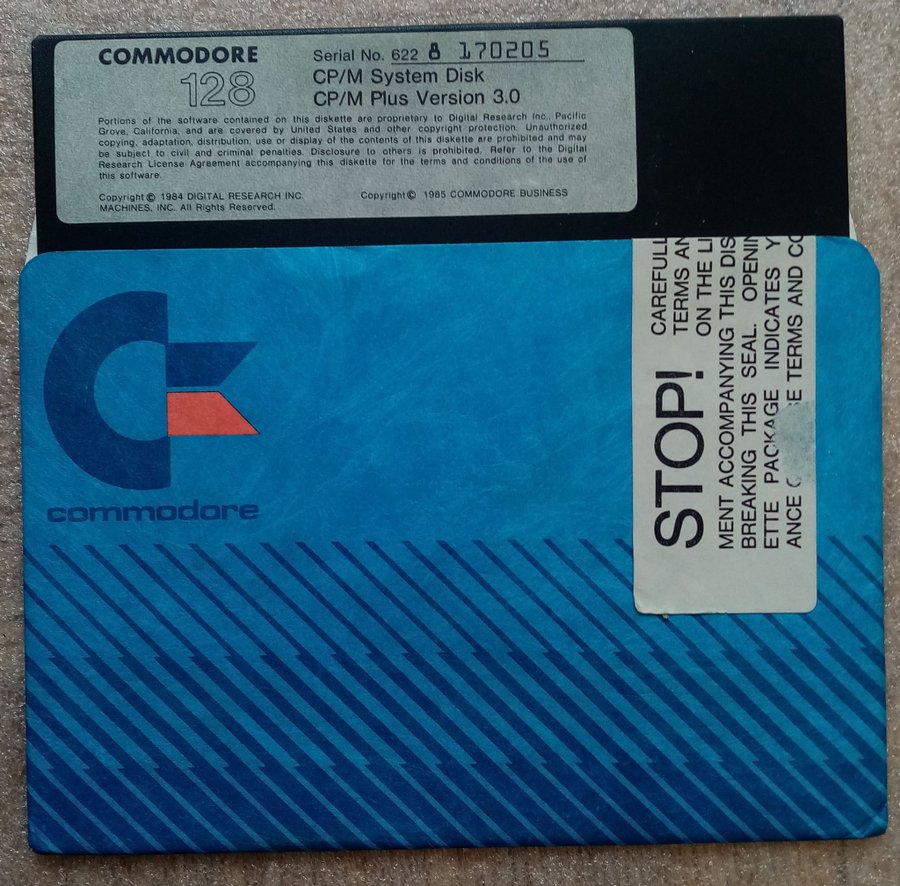 COMMODORE
128
Serial No. 622 8 170205
CP/M System Disk
CP/M Plus Version 3.0
Portions of the software contained on this diskette are proprietary to Digital Research Inc., Pacific
Grove, California, and are covered by United States and other copyright protection. Unauthorized
copying, adaptation, distribution, use or display of the contents of this diskette are prohibited and may
be subject to civil and criminal penalties. Disclosure to others is prohibited. Refer to the Digital
Research License Agreement accompanying this diskette for the terms and conditions of the use of
this software.
Copyright © 1984 DIGITAL RESEARCH INC. Copyright © 1985 COMMODORE BUSINESS
MACHINES, INC. All Rights Reserved.
commodore
STOP!
CAREFULL
TERMS AN
ON THE LI
MENT ACCOMPANYING THIS DIS
BREAKING THIS SEAL. OPENIN
ETTE PACKAGE INDICATES Y
ANCE TERMS AND CO